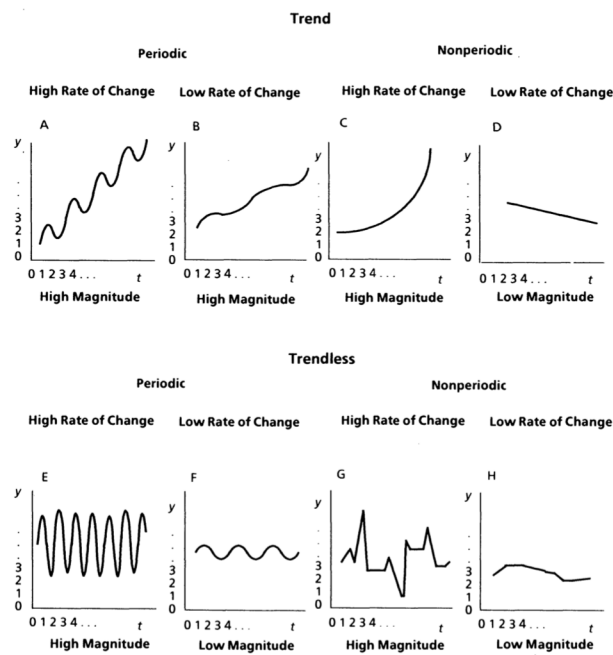 Trend
Periodic Nonperiodic
High Rate of Change Low Rate of Change High Rate of Change Low Rate of Change
A B C D
y y y y
. . . .
. . . .
3 3 3 3
2 2 2 2
1 1 1 1
0 0 0 0
0 1 2 3 4 . . . t 0 1 2 3 4 . . . t 0 1 2 3 4 . . . t 0 1 2 3 4 . . . t
High Magnitude High Magnitude High Magnitude Low Magnitude
Trendless
Periodic Nonperiodic
High Rate of Change Low Rate of Change High Rate of Change Low Rate of Change
E F G H
y y y y
. . . .
. . . .
3 3 3 3
2 2 2 2
1 1 1 1
0 0 0 0
0 1 2 3 4 . . . t 0 1 2 3 4 . . . t 0 1 2 3 4 . . . t 0 1 2 3 4 . . . t
High Magnitude Low Magnitude High Magnitude Low Magnitude